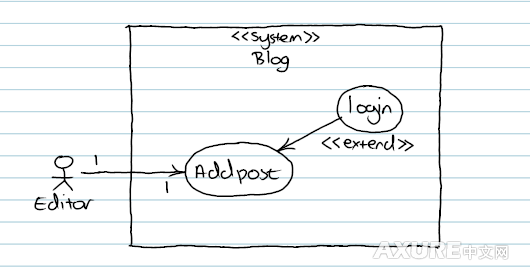 <<system>>
Blog
login
<<extend>>
Addpost
1
1
Editor
AXURE中文网